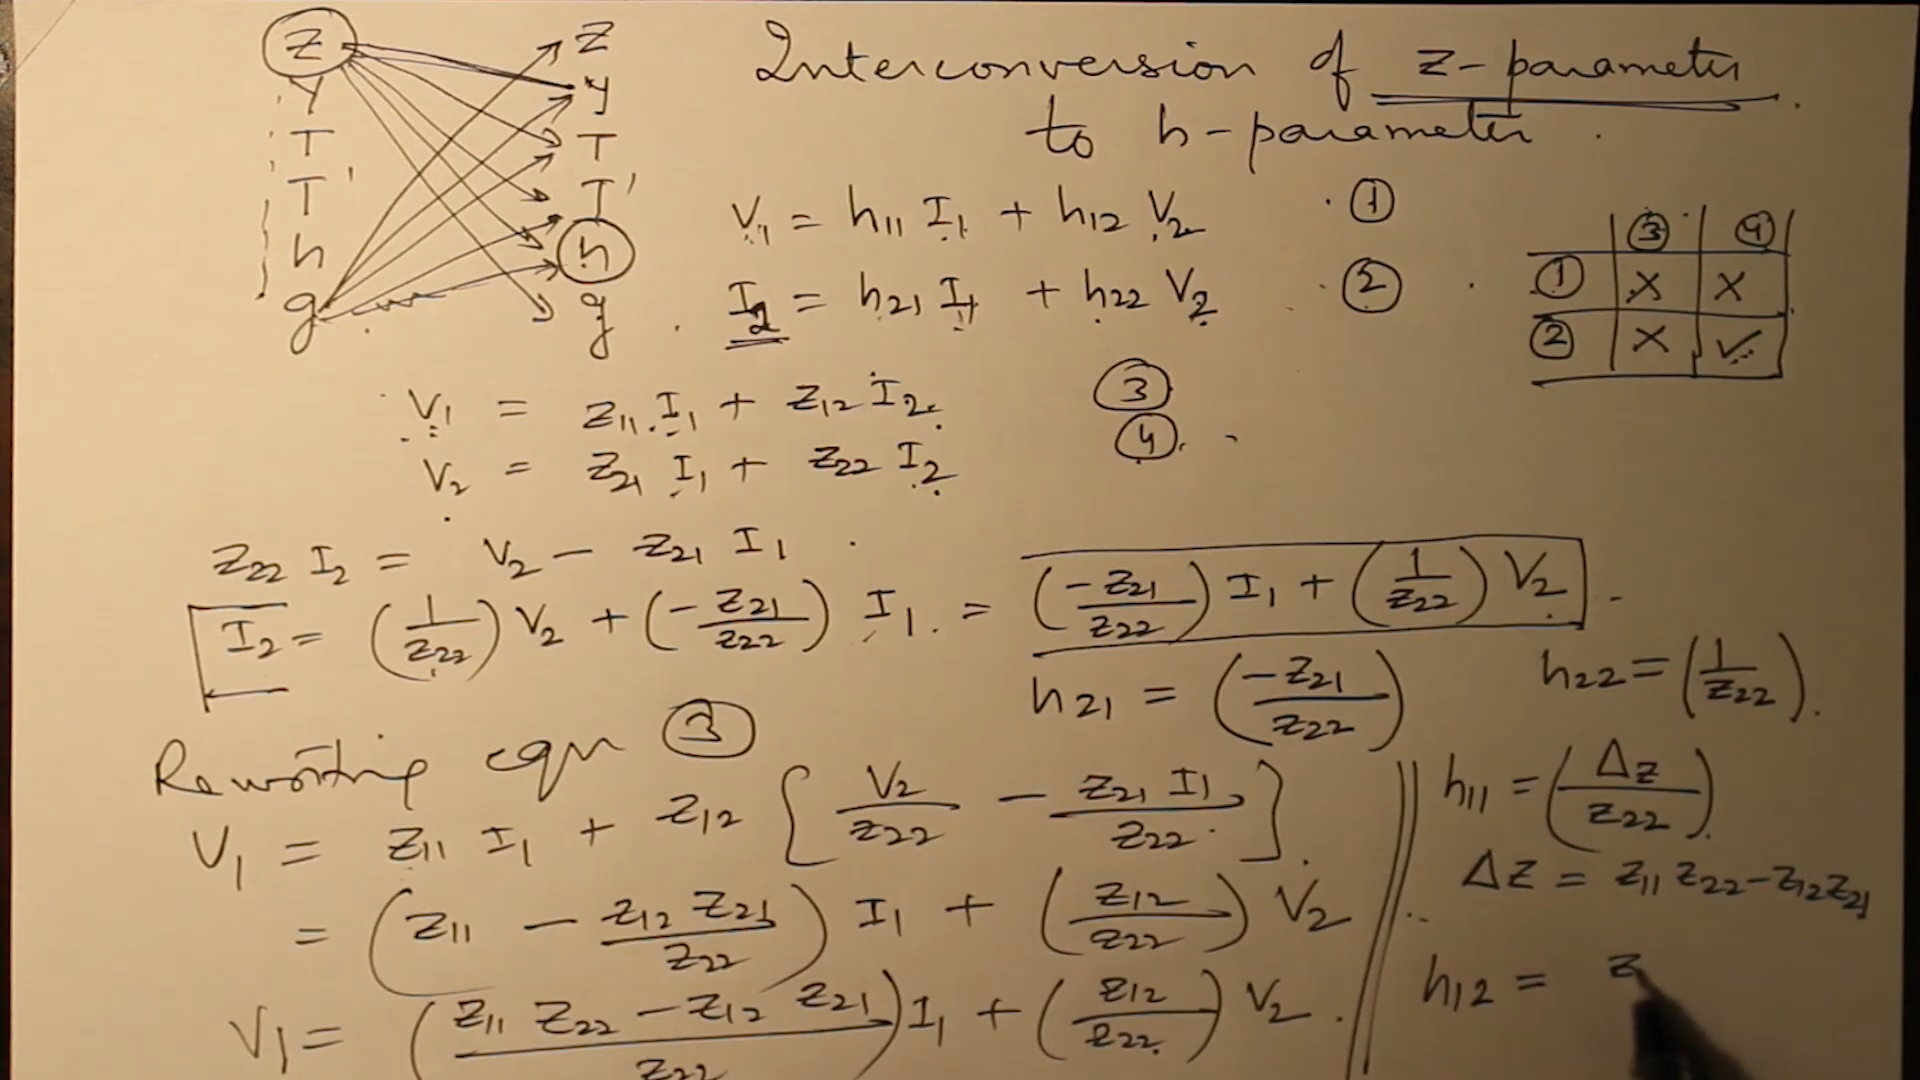 Interconversion of z-parameter
to h-parameter.
Z
Y
T
T'
h
g
Z
y
T
T'
h
g
V1 = h11 I1 + h12 V2 ①
I2 = h21 I1 + h22 V2 ②
③ ④
① × ×
② × ✓
V1 = Z11 I1 + Z12 I2 ③
V2 = Z21 I1 + Z22 I2 ④
Z22 I2 = V2 - Z21 I1
I2 = (1/Z22) V2 + (-Z21/Z22) I1 = (-Z21/Z22) I1 + (1/Z22) V2
h21 = (-Z21/Z22) h22 = (1/Z22)
Rewriting eqn ③
V1 = Z11 I1 + Z12 [V2/Z22 - Z21 I1/Z22]
= (Z11 - Z12 Z21/Z22) I1 + (Z12/Z22) V2
V1 = (Z11 Z22 - Z12 Z21/Z22) I1 + (Z12/Z22) V2
h11 = (Δz/Z22)
ΔZ = Z11 Z22 - Z12 Z21
h12 = Z